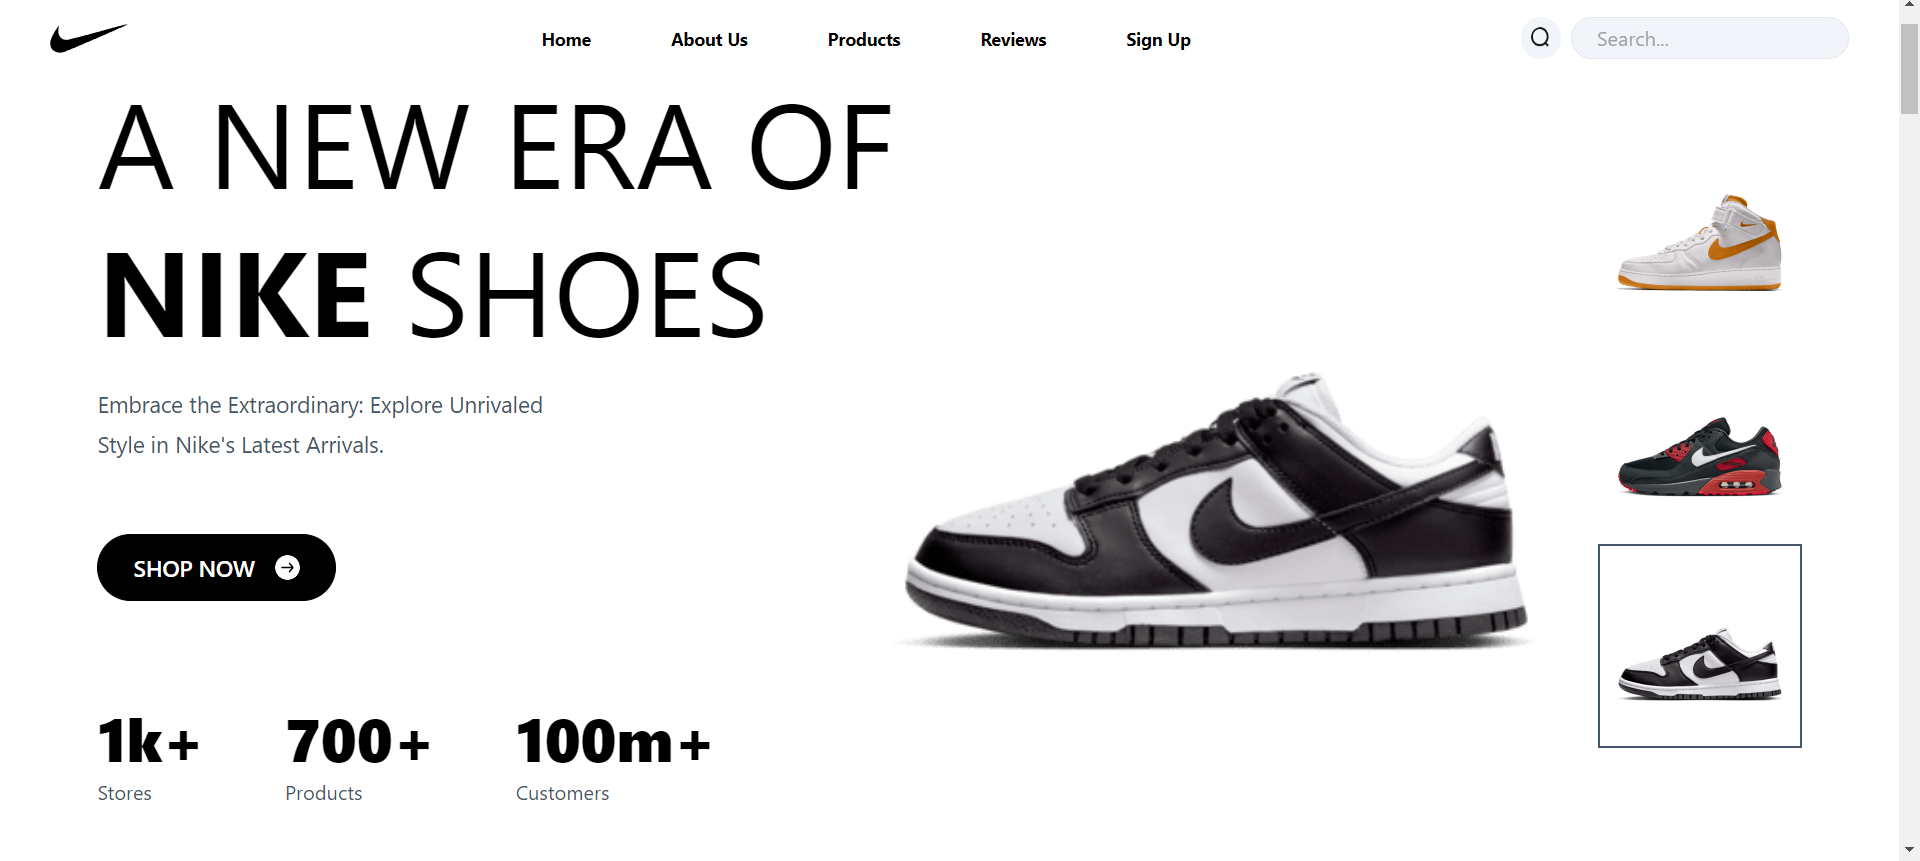 Home About Us Products Reviews Sign Up Search...
A NEW ERA OF
NIKE SHOES
Embrace the Extraordinary: Explore Unrivaled
Style in Nike's Latest Arrivals.
SHOP NOW
1k+ 700+ 100m+
Stores Products Customers